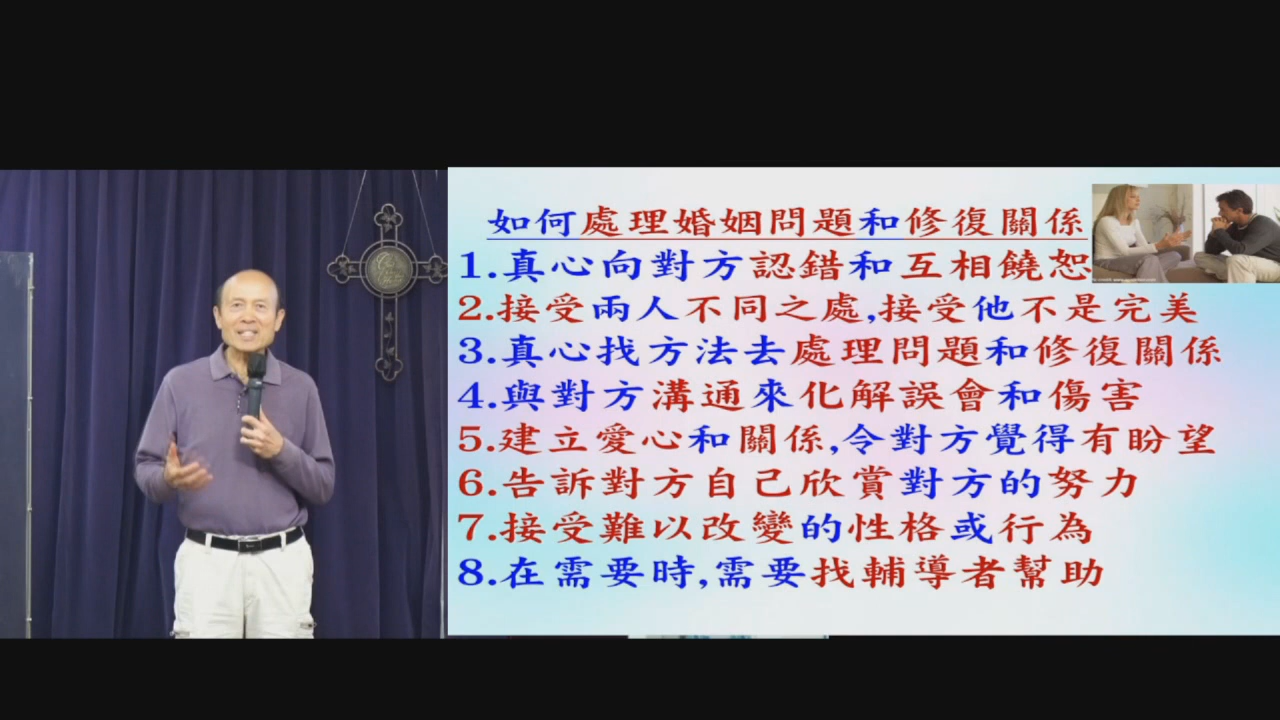 如何處理婚姻問題和修復關係
1.真心向對方認錯和互相饒恕
2.接受兩人不同之處,接受他不是完美
3.真心找方法去處理問題和修復關係
4.與對方溝通來化解誤會和傷害
5.建立愛心和關係,令對方覺得有盼望
6.告訴對方自己欣賞對方的努力
7.接受難以改變的性格或行為
8.在需要時,需要找輔導者幫助